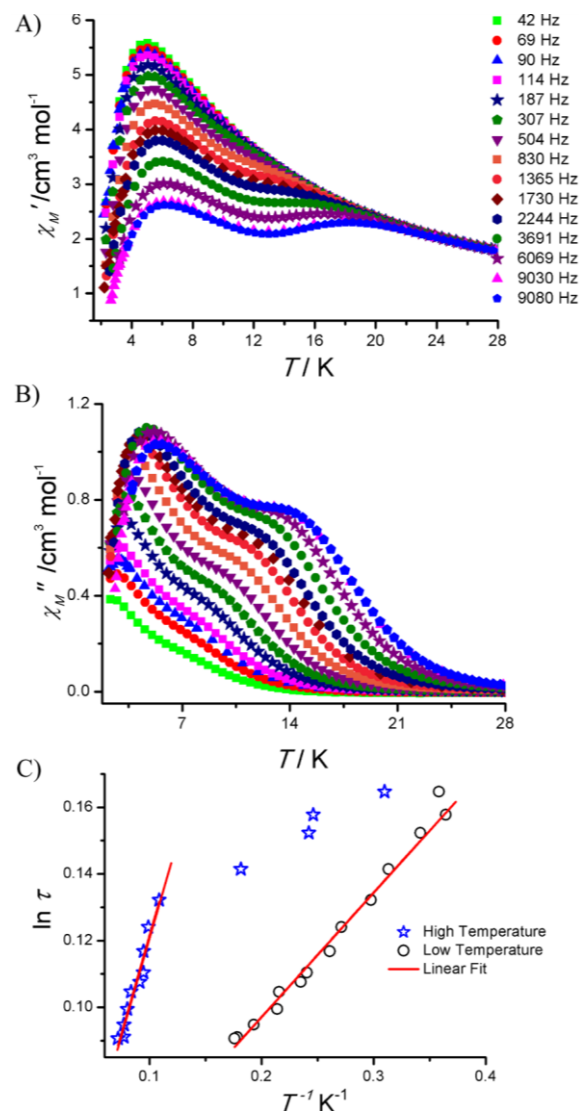 A)
6
5
4
3
2
1
χM′ /cm³ mol⁻¹
4 8 12 16 20 24 28
T / K
42 Hz
69 Hz
90 Hz
114 Hz
187 Hz
307 Hz
504 Hz
830 Hz
1365 Hz
1730 Hz
2244 Hz
3691 Hz
6069 Hz
9030 Hz
9080 Hz
B)
1.2
0.8
0.4
0.0
χM″ /cm³ mol⁻¹
7 14 21 28
T / K
C)
0.16
0.14
0.12
0.10
ln τ
High Temperature
Low Temperature
Linear Fit
0.1 0.2 0.3 0.4
T⁻¹ K⁻¹